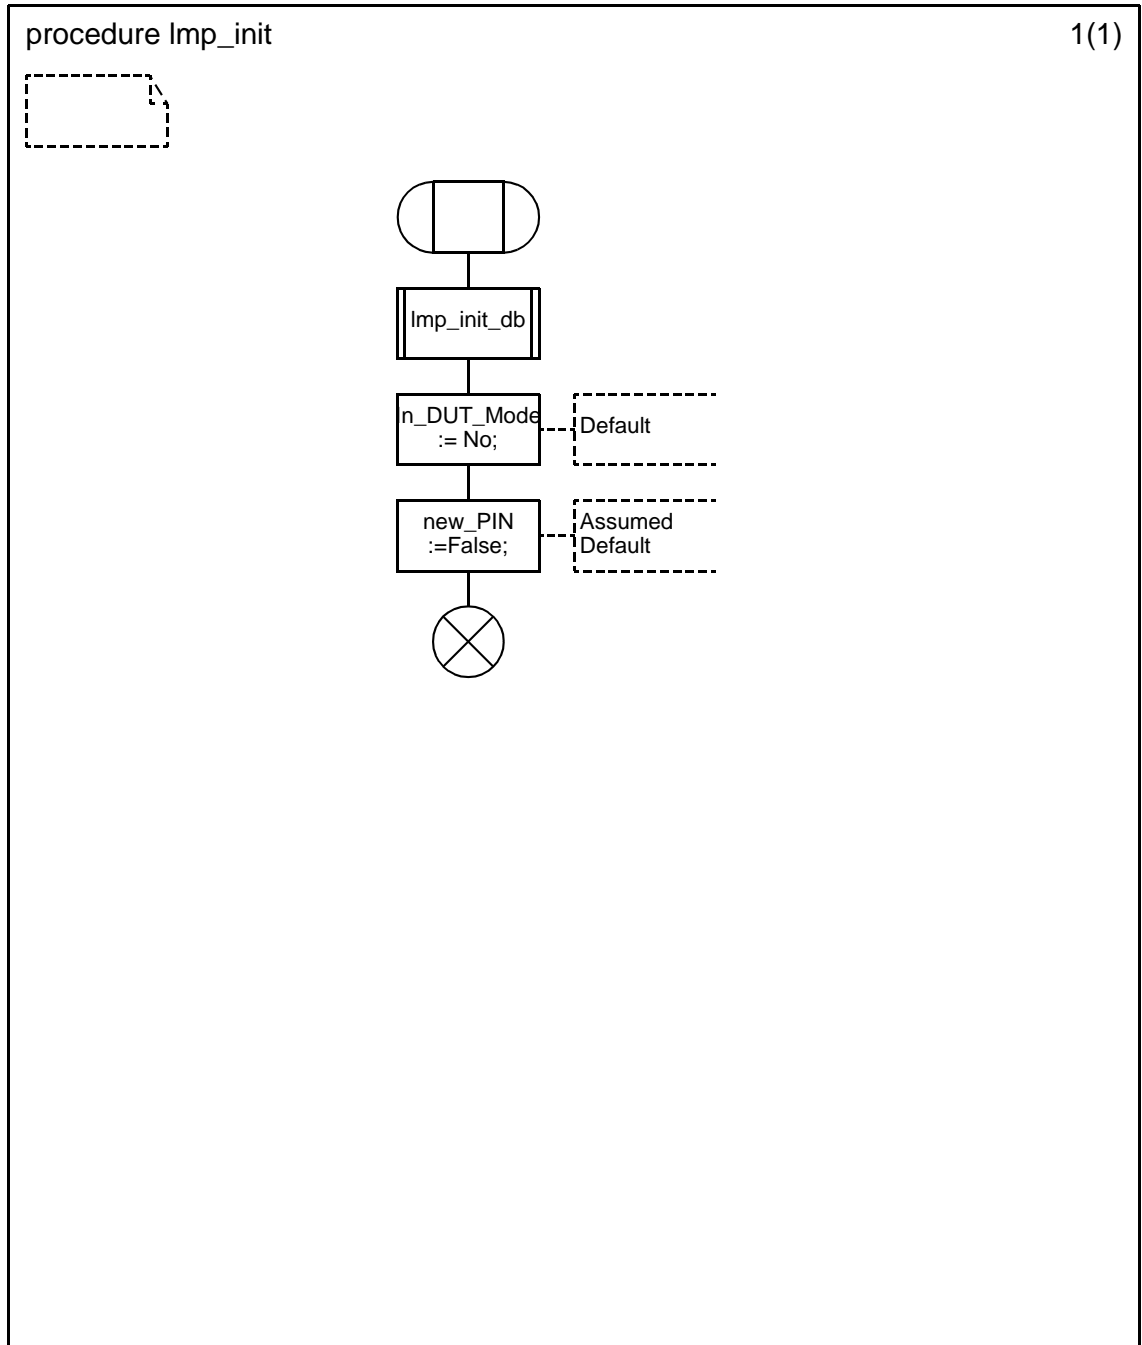 procedure lmp_init
1(1)
lmp_init_db
n_DUT_Mode
:= No;
Default
new_PIN
:=False;
Assumed
Default